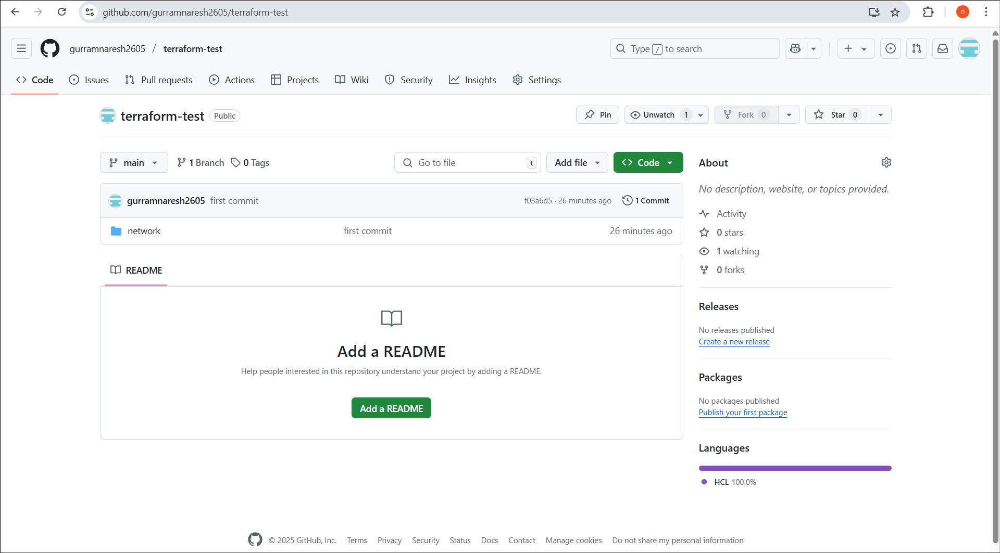 github.com/gurramnaresh2605/terraform-test
n
gurramnaresh2605 / terraform-test
Type / to search
Code Issues Pull requests Actions Projects Wiki Security Insights Settings
terraform-test Public
Pin Unwatch 1 Fork 0 Star 0
main 1 Branch 0 Tags Go to file t Add file Code
gurramnaresh2605 first commit f03a6d5 · 26 minutes ago 1 Commit
network first commit 26 minutes ago
README
Add a README
Help people interested in this repository understand your project by adding a README.
Add a README
About
No description, website, or topics provided.
Activity
0 stars
1 watching
0 forks
Releases
No releases published
Create a new release
Packages
No packages published
Publish your first package
Languages
HCL 100.0%
© 2025 GitHub, Inc. Terms Privacy Security Status Docs Contact Manage cookies Do not share my personal information